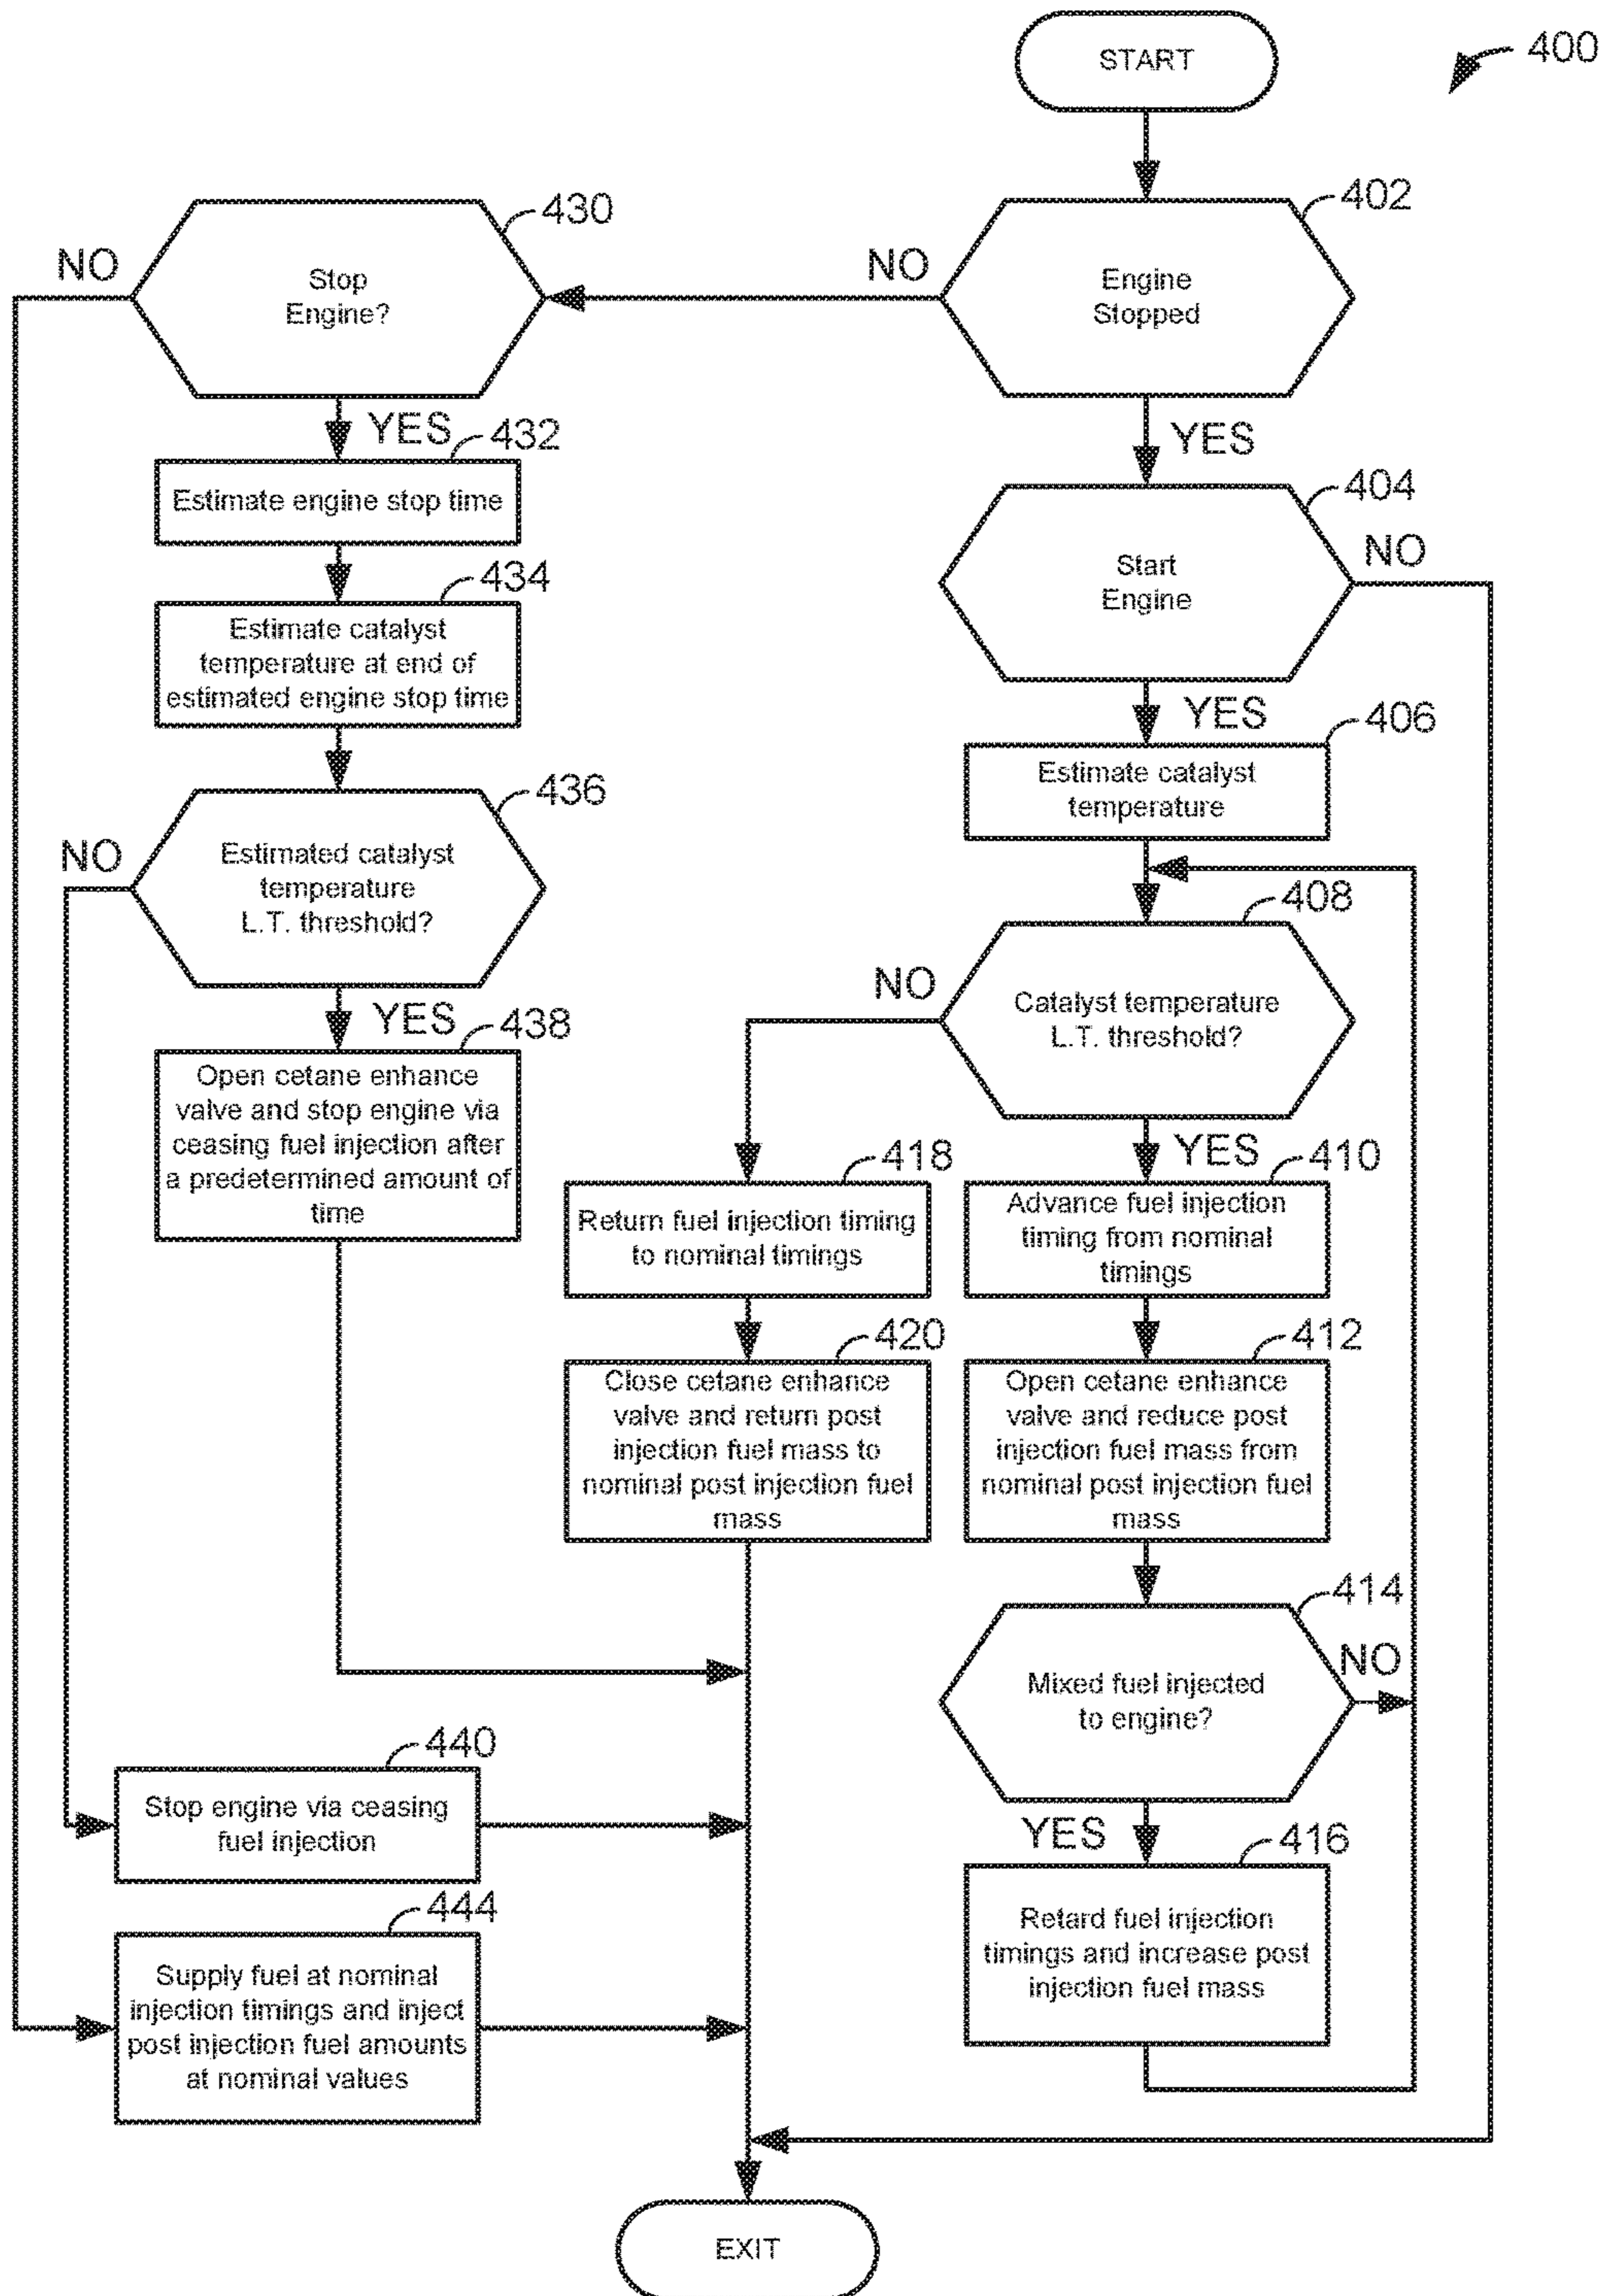 START
400
402
Engine
Stopped
NO
430
Stop
Engine?
NO
YES
432
Estimate engine stop time
434
Estimate catalyst
temperature at end of
estimated engine stop time
436
Estimated catalyst
temperature
L.T. threshold?
NO
YES
438
Open cetane enhance
valve and stop engine via
ceasing fuel injection after
a predetermined amount of
time
440
Stop engine via ceasing
fuel injection
444
Supply fuel at nominal
injection timings and inject
post injection fuel amounts
at nominal values
YES
404
Start
Engine
NO
YES
406
Estimate catalyst
temperature
408
Catalyst temperature
L.T. threshold?
NO
418
Return fuel injection timing
to nominal timings
420
Close cetane enhance
valve and return post
injection fuel mass to
nominal post injection fuel
mass
YES
410
Advance fuel injection
timing from nominal
timings
412
Open cetane enhance
valve and reduce post
injection fuel mass from
nominal post injection fuel
mass
414
Mixed fuel injected
to engine?
NO
YES
416
Retard fuel injection
timings and increase post
injection fuel mass
EXIT